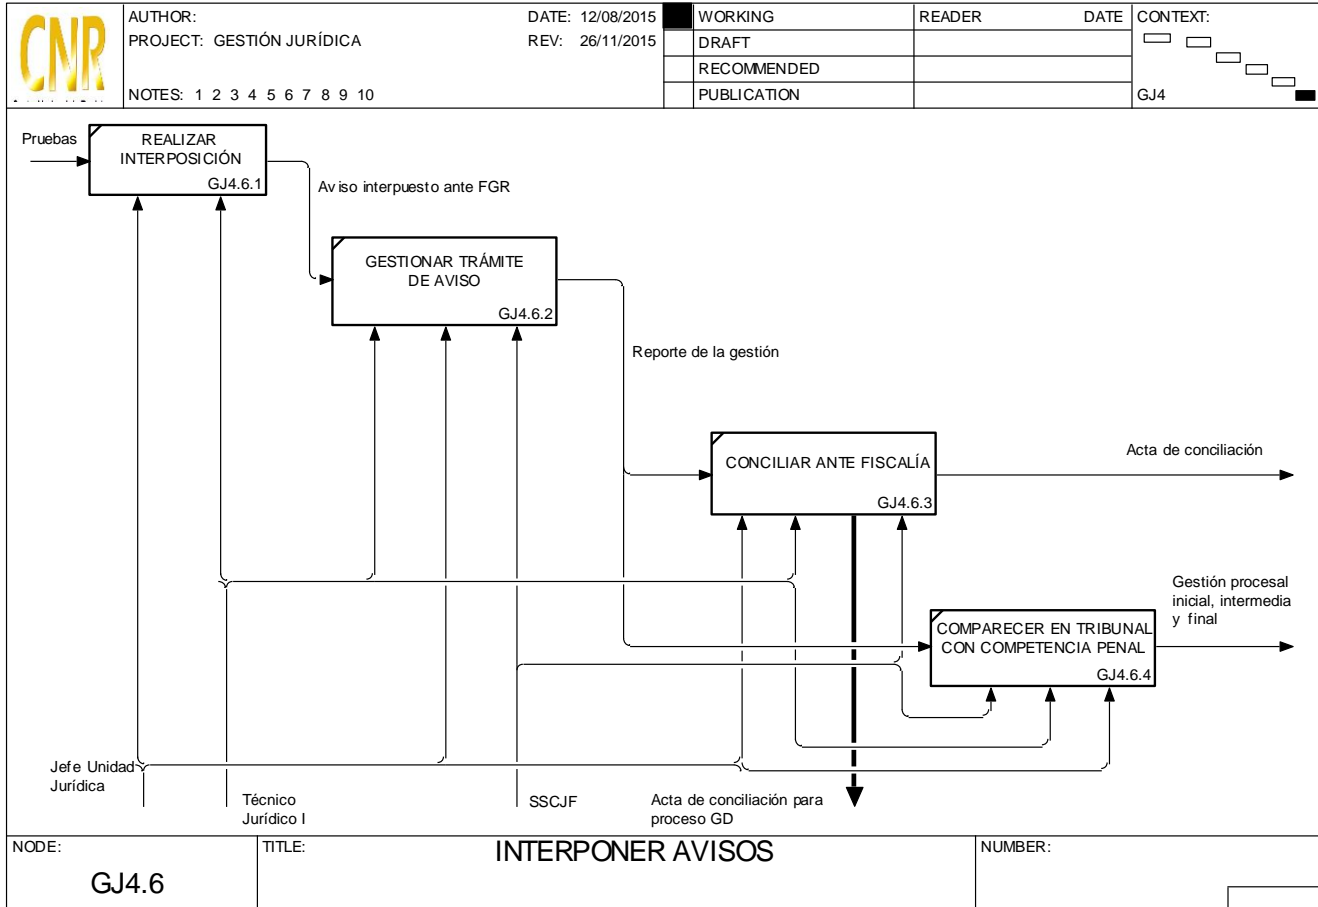 CNR
AUTHOR:
DATE: 12/08/2015
PROJECT: GESTIÓN JURÍDICA
REV: 26/11/2015
NOTES: 1 2 3 4 5 6 7 8 9 10
WORKING
DRAFT
RECOMMENDED
PUBLICATION
READER DATE
CONTEXT:
GJ4
Pruebas
REALIZAR
INTERPOSICIÓN
GJ4.6.1
Aviso interpuesto ante FGR
GESTIONAR TRÁMITE
DE AVISO
GJ4.6.2
Reporte de la gestión
CONCILIAR ANTE FISCALÍA
GJ4.6.3
Acta de conciliación
Gestión procesal
inicial, intermedia
y final
COMPARECER EN TRIBUNAL
CON COMPETENCIA PENAL
GJ4.6.4
Jefe Unidad
Jurídica
Técnico
Jurídico I
SSCJF
Acta de conciliación para
proceso GD
NODE:
GJ4.6
TITLE:
INTERPONER AVISOS
NUMBER: